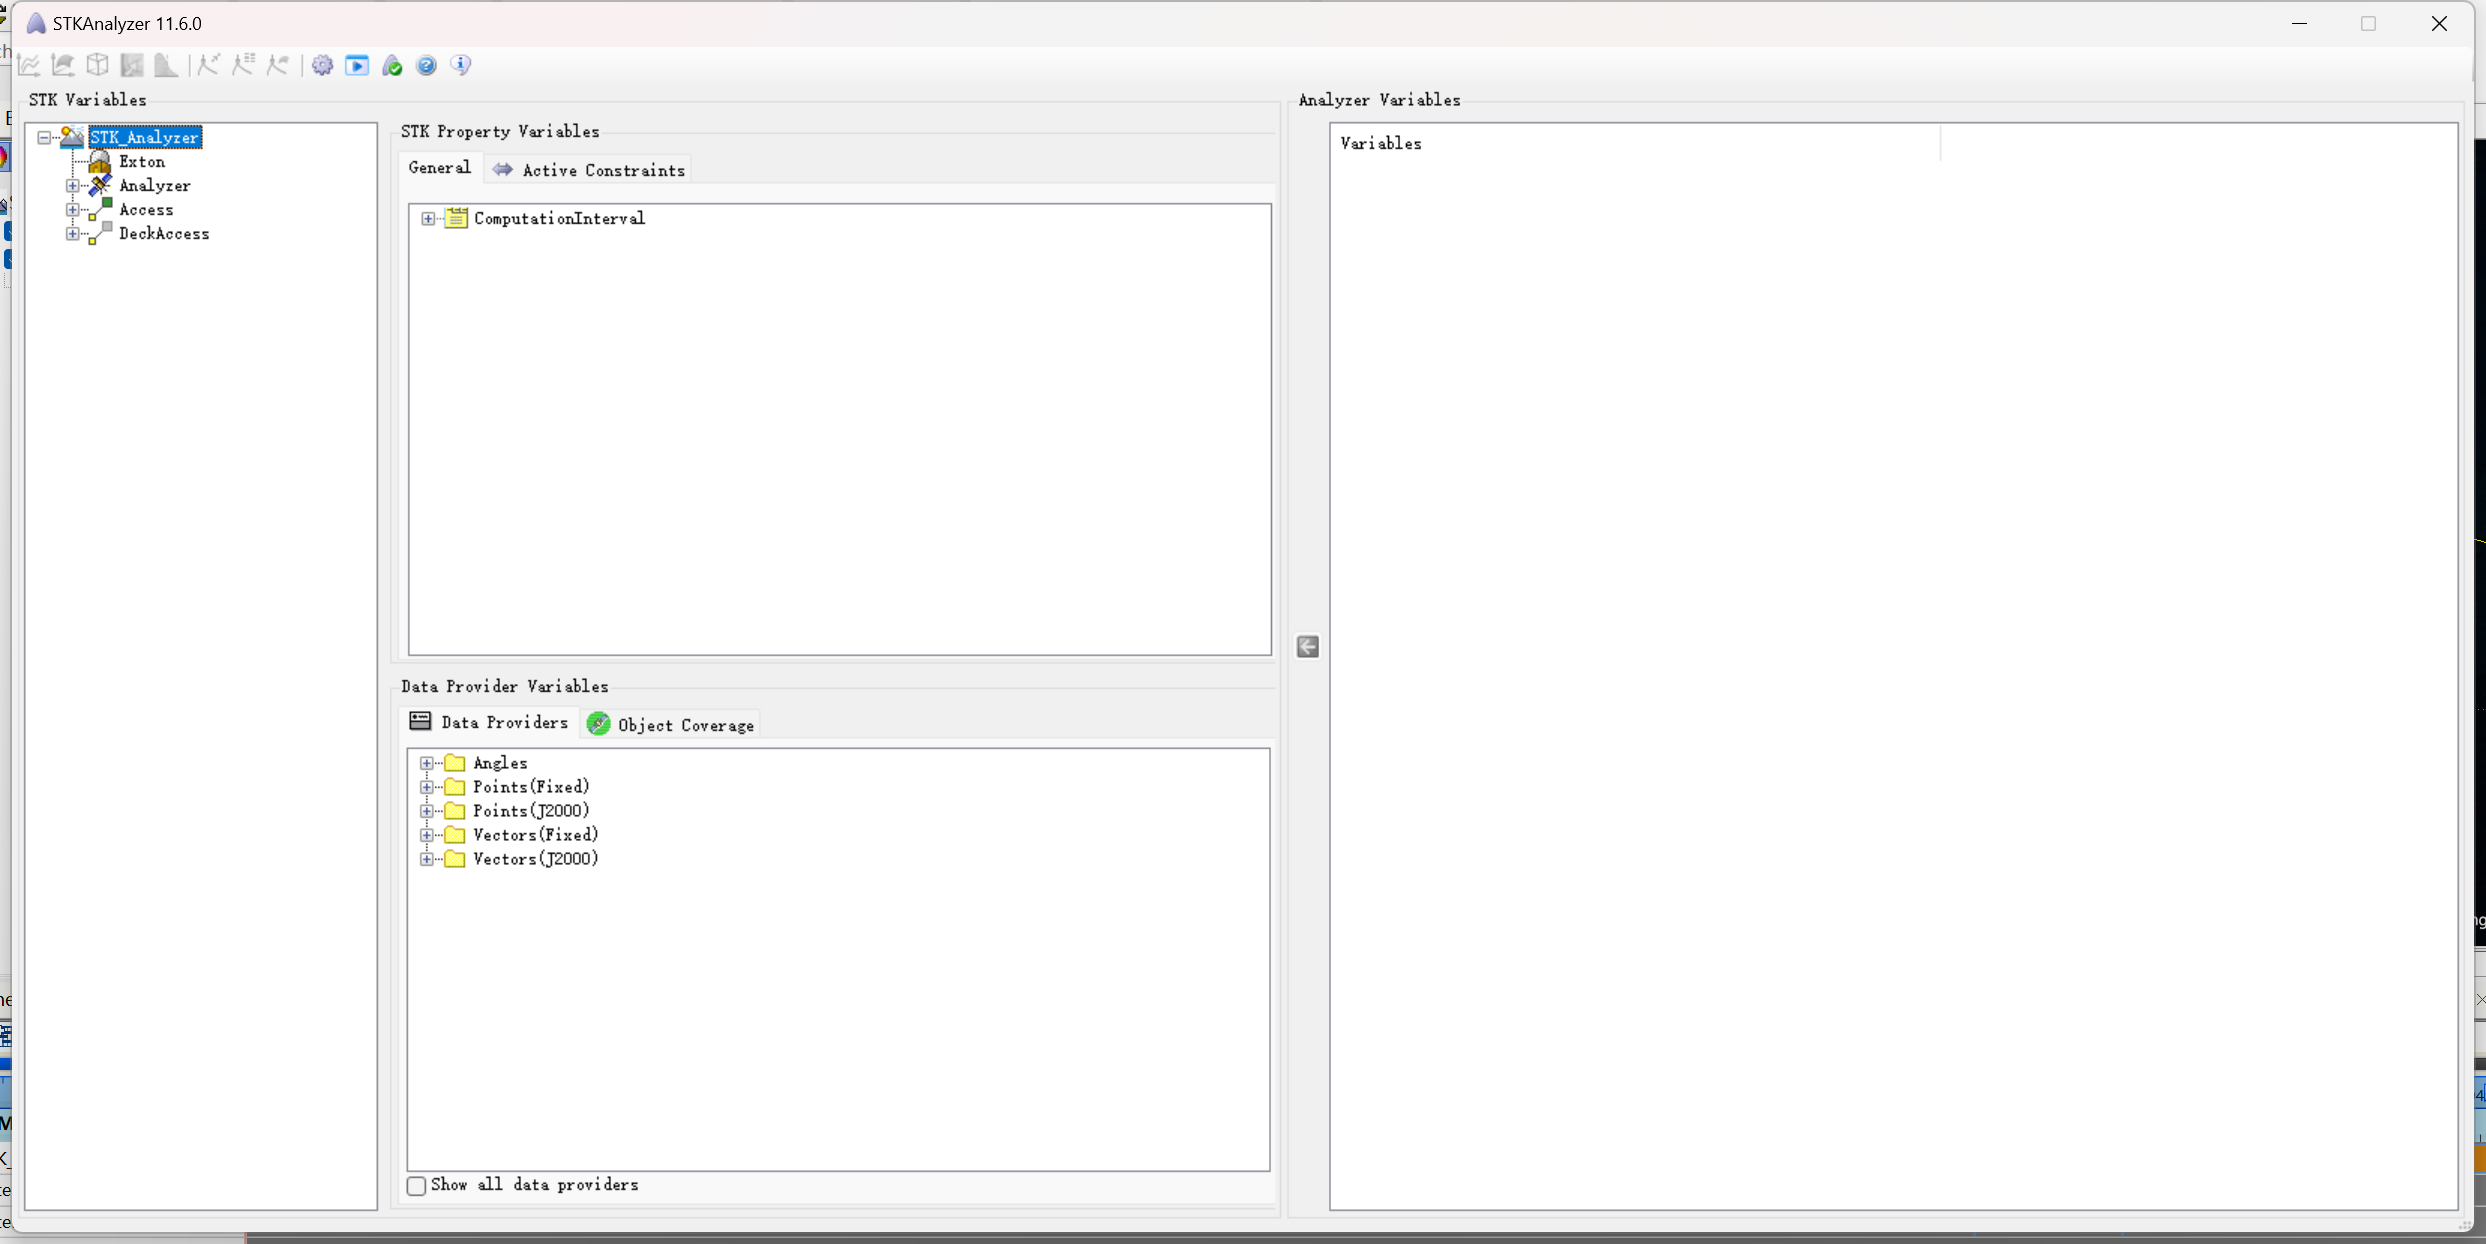 STKAnalyzer 11.6.0
STK Variables
STK_Analyzer
Exton
Analyzer
Access
DeckAccess
STK Property Variables
General
Active Constraints
ComputationInterval
Data Provider Variables
Data Providers
Object Coverage
Angles
Points(Fixed)
Points(J2000)
Vectors(Fixed)
Vectors(J2000)
Show all data providers
Analyzer Variables
Variables